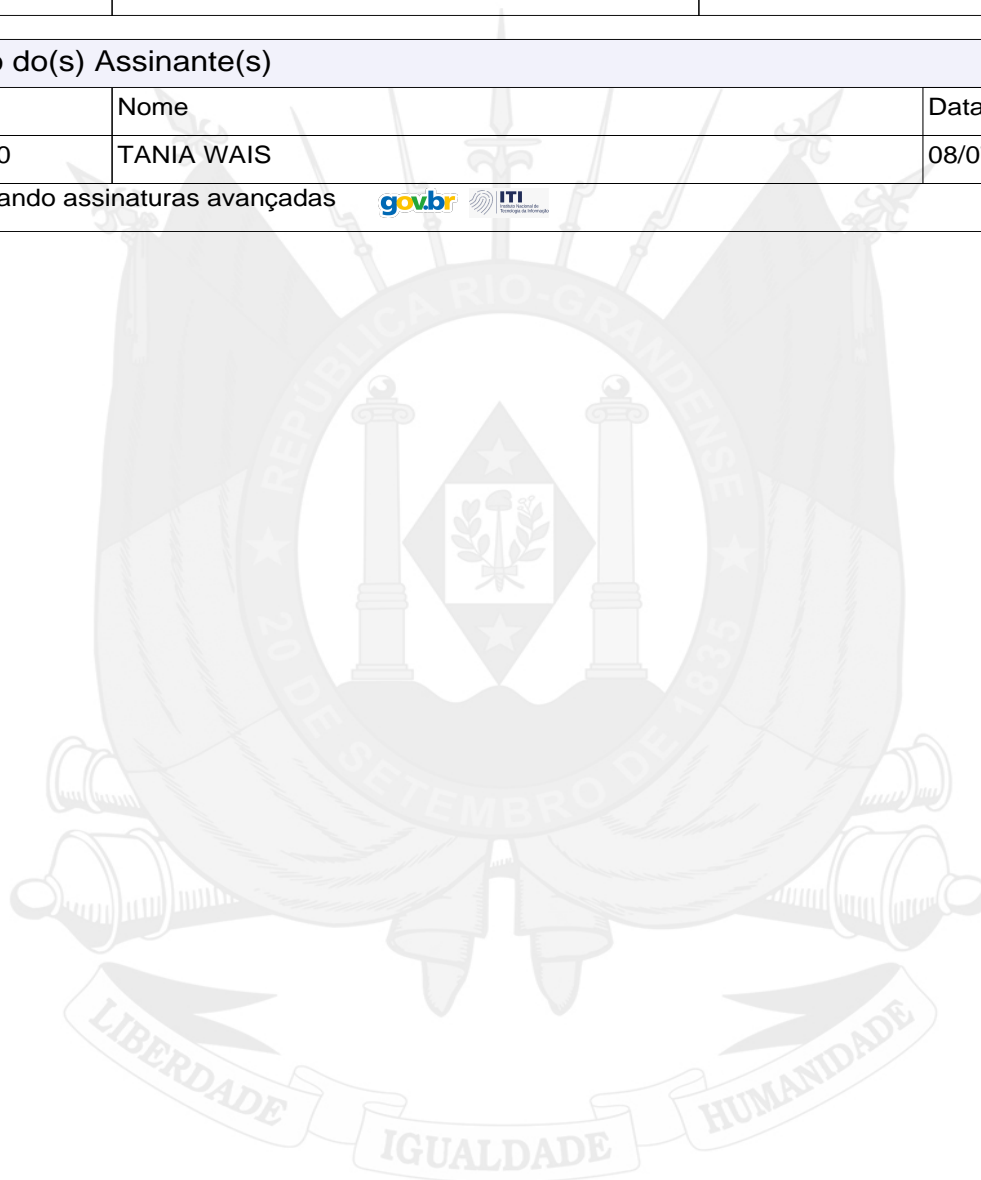 do(s) Assinante(s)
Nome
Data
0
TANIA WAIS
08/0
ando assinaturas avançadas gov.br ITI
REPÚBLICA RIO-GRANDENSE
20 DE SETEMBRO DE 1835
LIBERDADE
IGUALDADE
HUMANIDADE